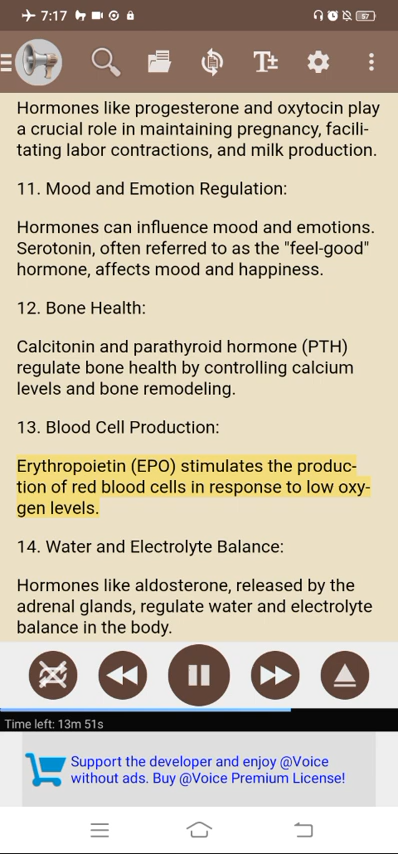 7:17
57
T±
Hormones like progesterone and oxytocin play
a crucial role in maintaining pregnancy, facili-
tating labor contractions, and milk production.
11. Mood and Emotion Regulation:
Hormones can influence mood and emotions.
Serotonin, often referred to as the "feel-good"
hormone, affects mood and happiness.
12. Bone Health:
Calcitonin and parathyroid hormone (PTH)
regulate bone health by controlling calcium
levels and bone remodeling.
13. Blood Cell Production:
Erythropoietin (EPO) stimulates the produc-
tion of red blood cells in response to low oxy-
gen levels.
14. Water and Electrolyte Balance:
Hormones like aldosterone, released by the
adrenal glands, regulate water and electrolyte
balance in the body.
Time left: 13m 51s
Support the developer and enjoy @Voice
without ads. Buy @Voice Premium License!